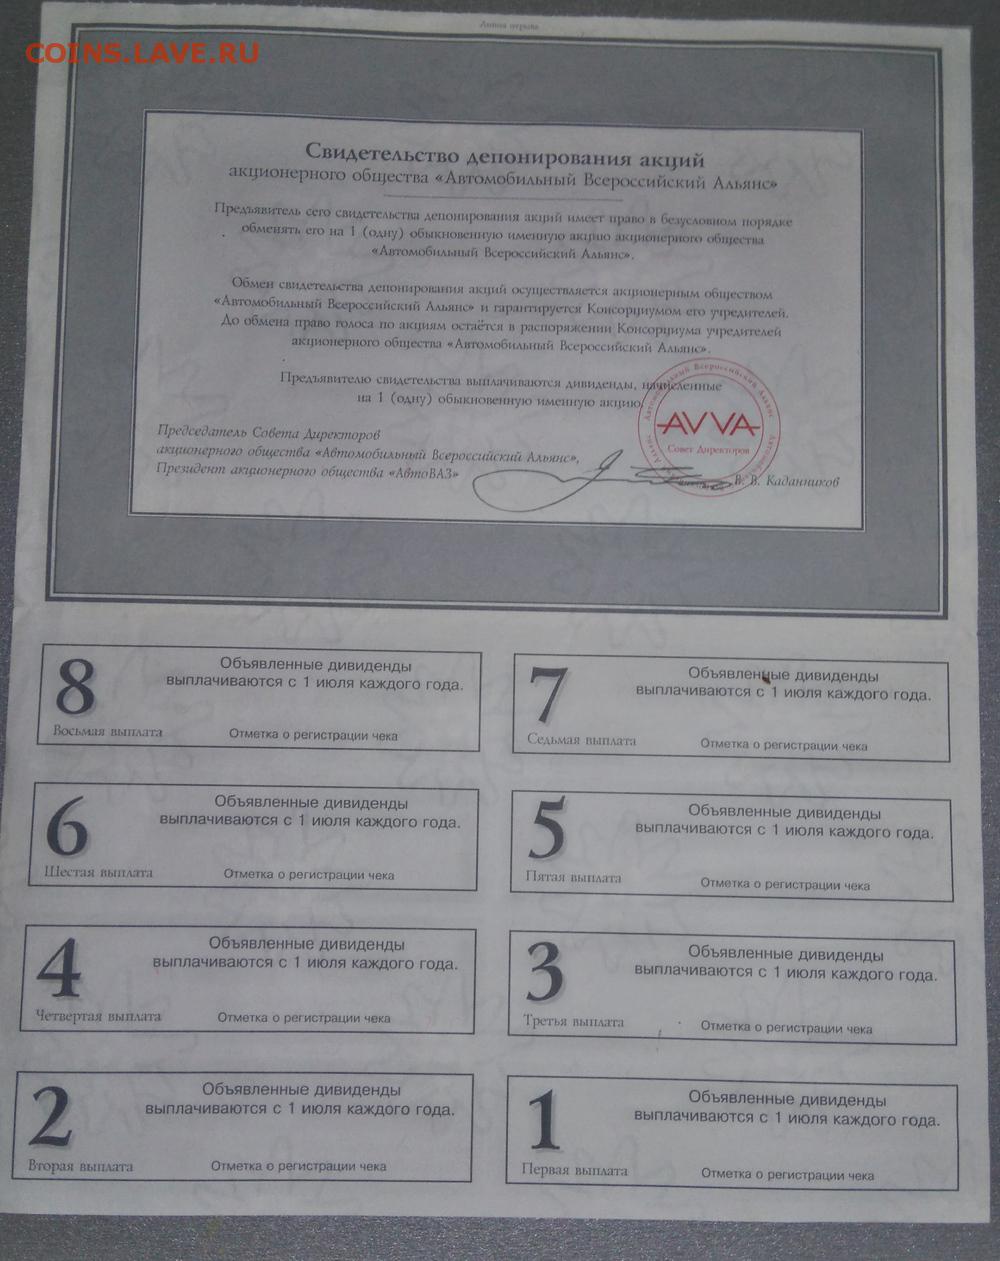 Линия отрыва
COINS.LAVE.RU
Свидетельство депонирования акций
акционерного общества «Автомобильный Всероссийский Альянс»
Предъявитель сего свидетельства депонирования акций имеет право в безусловном порядке
обменять его на 1 (одну) обыкновенную именную акцию акционерного общества
«Автомобильный Всероссийский Альянс».
Обмен свидетельства депонирования акций осуществляется акционерным обществом
«Автомобильный Всероссийский Альянс» и гарантируется Консорциумом его учредителей.
До обмена право голоса по акциям остаётся в распоряжении Консорциума учредителей
акционерного общества «Автомобильный Всероссийский Альянс».
Предъявителю свидетельства выплачиваются дивиденды, начисленные
на 1 (одну) обыкновенную именную акцию.
Автомобильный Всероссийский Альянс
AVVA
Совет Директоров
Председатель Совета Директоров
акционерного общества «Автомобильный Всероссийский Альянс»,
Президент акционерного общества «АвтоВАЗ»
В. В. Каданников
8
Объявленные дивиденды
выплачиваются с 1 июля каждого года.
Восьмая выплата
Отметка о регистрации чека
7
Объявленные дивиденды
выплачиваются с 1 июля каждого года.
Седьмая выплата
Отметка о регистрации чека
6
Объявленные дивиденды
выплачиваются с 1 июля каждого года.
Шестая выплата
Отметка о регистрации чека
5
Объявленные дивиденды
выплачиваются с 1 июля каждого года.
Пятая выплата
Отметка о регистрации чека
4
Объявленные дивиденды
выплачиваются с 1 июля каждого года.
Четвертая выплата
Отметка о регистрации чека
3
Объявленные дивиденды
выплачиваются с 1 июля каждого года.
Третья выплата
Отметка о регистрации чека
2
Объявленные дивиденды
выплачиваются с 1 июля каждого года.
Вторая выплата
Отметка о регистрации чека
1
Объявленные дивиденды
выплачиваются с 1 июля каждого года.
Первая выплата
Отметка о регистрации чека